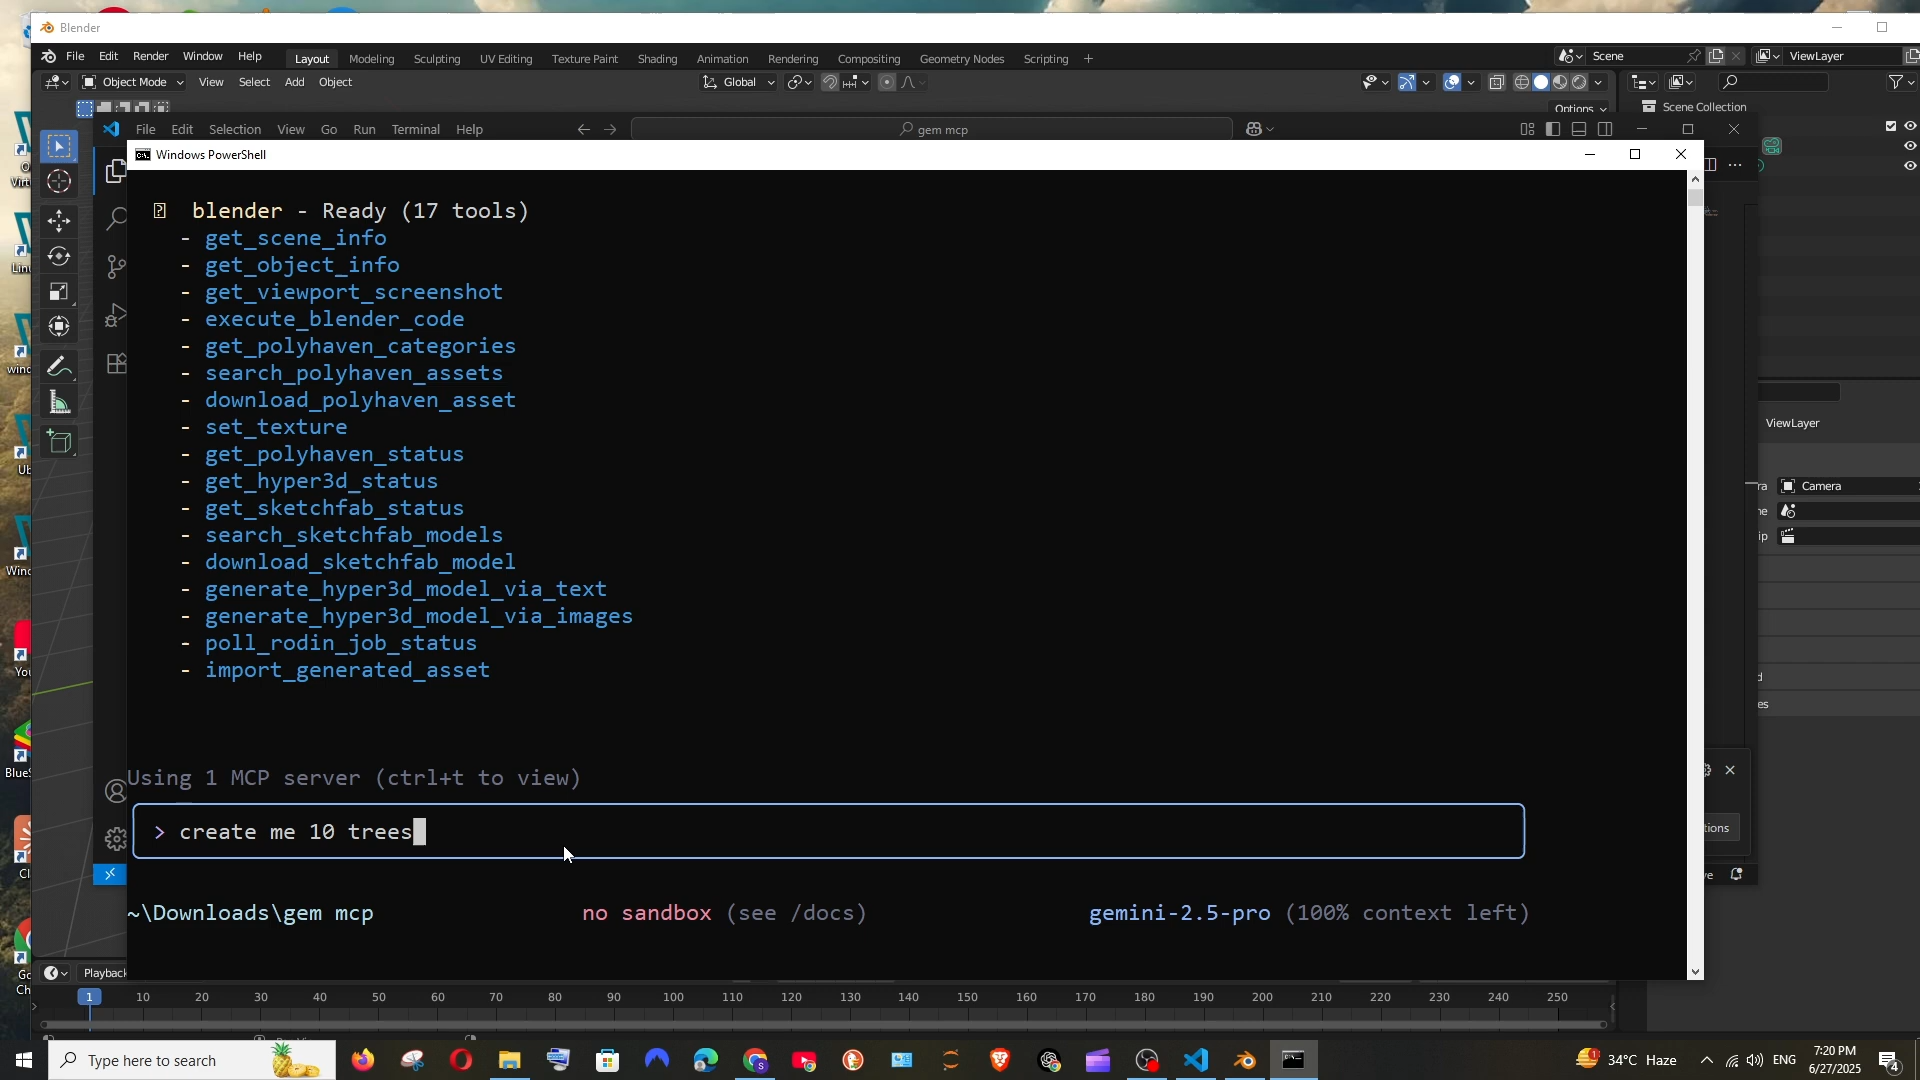 Blender
File Edit Render Window Help Layout Modeling Sculpting UV Editing Texture Paint Shading Animation Rendering Compositing Geometry Nodes Scripting + Scene ViewLayer
Object Mode View Select Add Object Global
Options
Scene Collection
File Edit Selection View Go Run Terminal Help gem mcp
Windows PowerShell
blender - Ready (17 tools)
- get_scene_info
- get_object_info
- get_viewport_screenshot
- execute_blender_code
- get_polyhaven_categories
- search_polyhaven_assets
- download_polyhaven_asset
- set_texture
- get_polyhaven_status
- get_hyper3d_status
- get_sketchfab_status
- search_sketchfab_models
- download_sketchfab_model
- generate_hyper3d_model_via_text
- generate_hyper3d_model_via_images
- poll_rodin_job_status
- import_generated_asset
ViewLayer
Camera
Using 1 MCP server (ctrl+t to view)
> create me 10 trees
~\Downloads\gem mcp no sandbox (see /docs) gemini-2.5-pro (100% context left)
Playback
1 10 20 30 40 50 60 70 80 90 100 110 120 130 140 150 160 170 180 190 200 210 220 230 240 250
Type here to search
34°C Haze
ENG
7:20 PM
6/27/2025
4